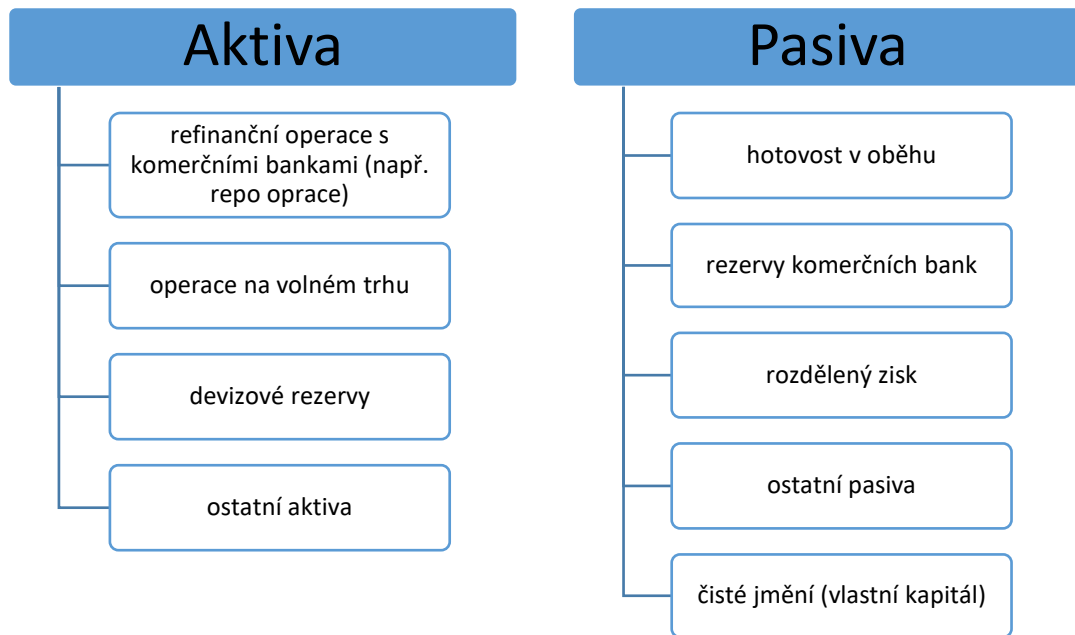 Aktiva
refinanční operace s
komerčními bankami (např.
repo oprace)
operace na volném trhu
devizové rezervy
ostatní aktiva
Pasiva
hotovost v oběhu
rezervy komerčních bank
rozdělený zisk
ostatní pasiva
čisté jmění (vlastní kapitál)